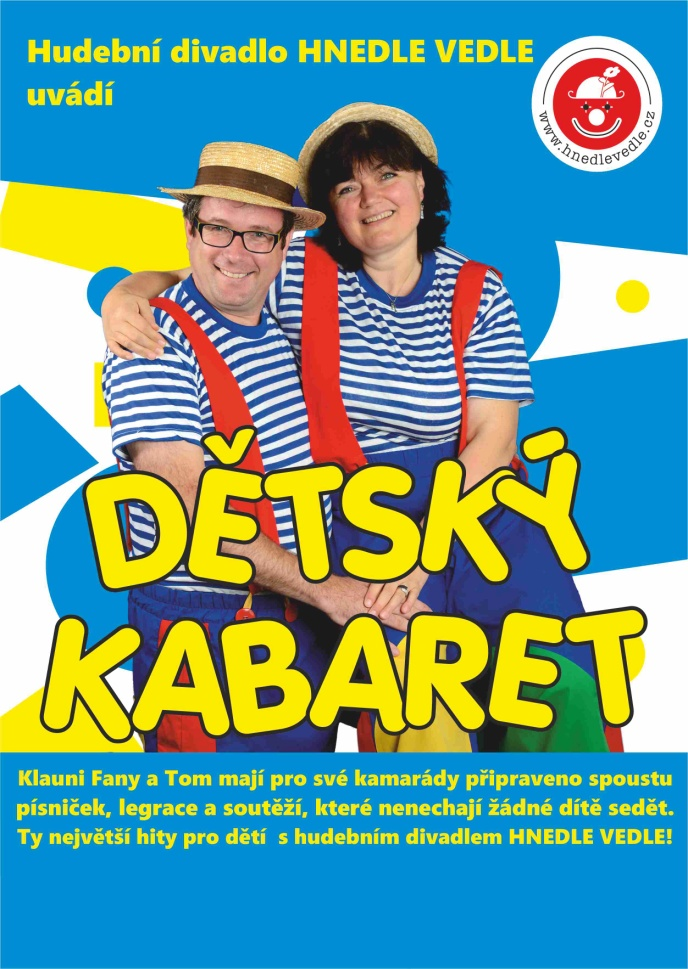 Hudební divadlo HNEDLE VEDLE
uvádí
www.hnedlevedle.cz
DĚTSKÝ
KABARET
Klauni Fany a Tom mají pro své kamarády připraveno spoustu
písniček, legrace a soutěží, které nenechají žádné dítě sedět.
Ty největší hity pro dětí  s hudebním divadlem HNEDLE VEDLE!